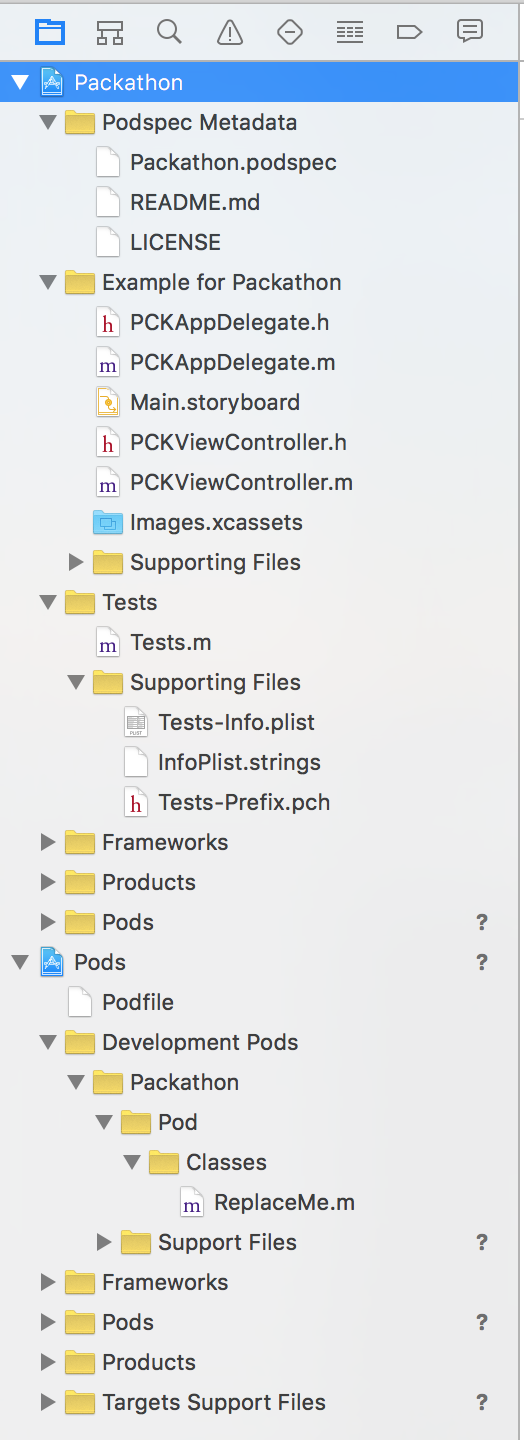 Packathon
Podspec Metadata
Packathon.podspec
README.md
LICENSE
Example for Packathon
h PCKAppDelegate.h
m PCKAppDelegate.m
Main.storyboard
h PCKViewController.h
m PCKViewController.m
Images.xcassets
Supporting Files
Tests
m Tests.m
Supporting Files
PLIST Tests-Info.plist
InfoPlist.strings
h Tests-Prefix.pch
Frameworks
Products
Pods ?
Pods ?
Podfile
Development Pods
Packathon
Pod
Classes
m ReplaceMe.m
Support Files ?
Frameworks
Pods ?
Products
Targets Support Files ?